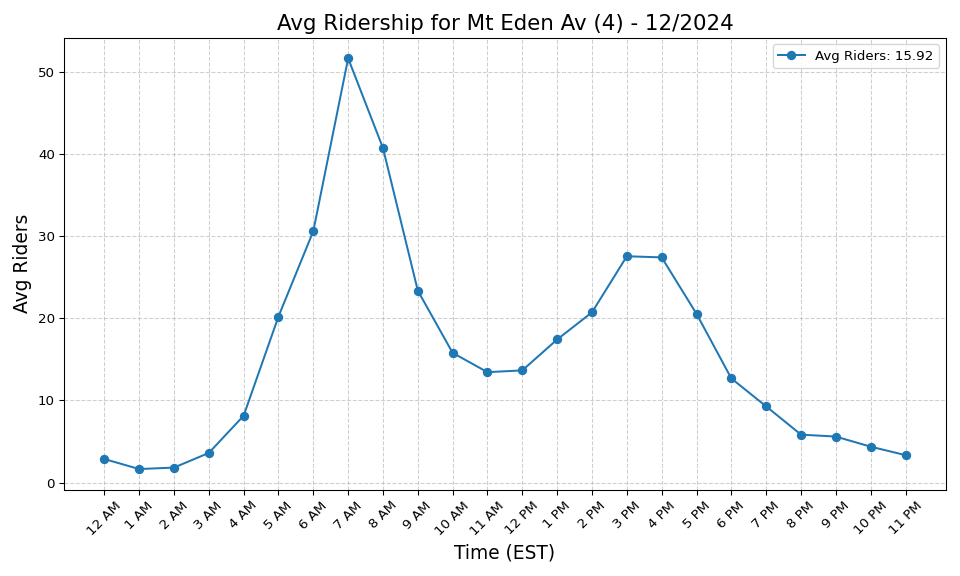 Avg Ridership for Mt Eden Av (4) - 12/2024
Avg Riders: 15.92
Avg Riders
50
40
30
20
10
0
12 AM
1 AM
2 AM
3 AM
4 AM
5 AM
6 AM
7 AM
8 AM
9 AM
10 AM
11 AM
12 PM
1 PM
2 PM
3 PM
4 PM
5 PM
6 PM
7 PM
8 PM
9 PM
10 PM
11 PM
Time (EST)